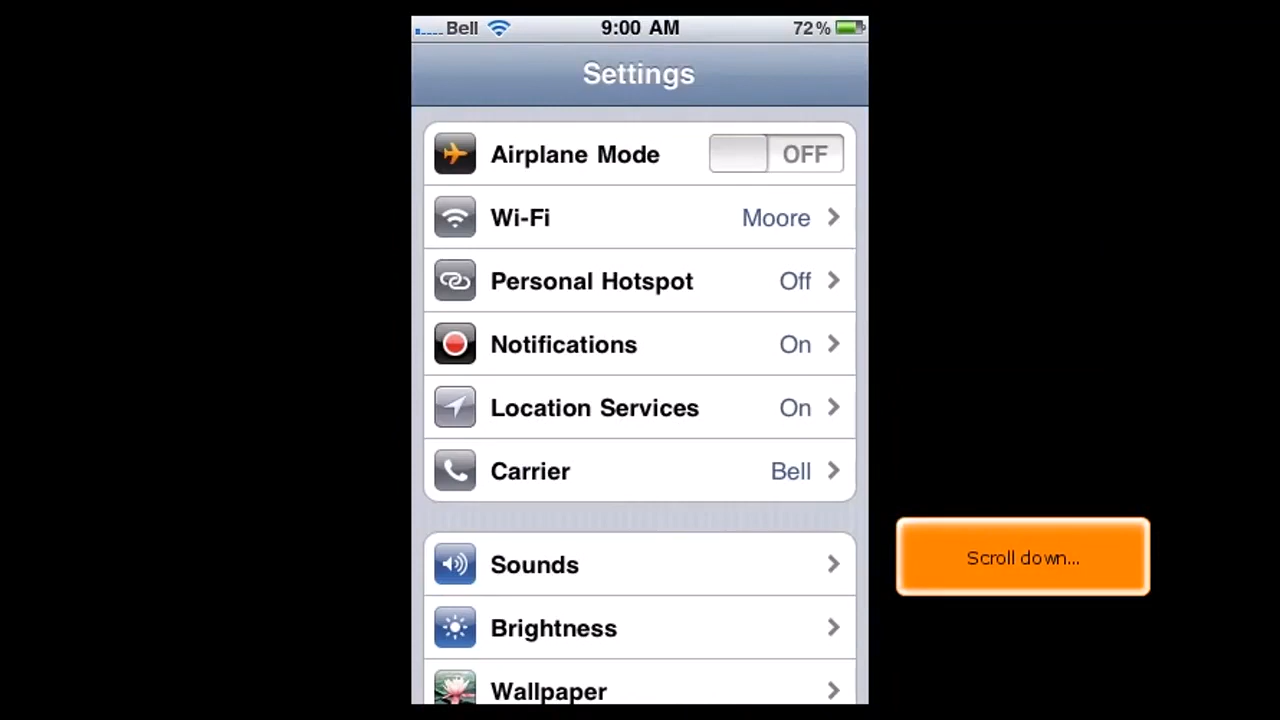 Bell 9:00 AM 72%
Settings
Airplane Mode OFF
Wi-Fi Moore
Personal Hotspot Off
Notifications On
Location Services On
Carrier Bell
Sounds
Scroll down...
Brightness
Wallpaper